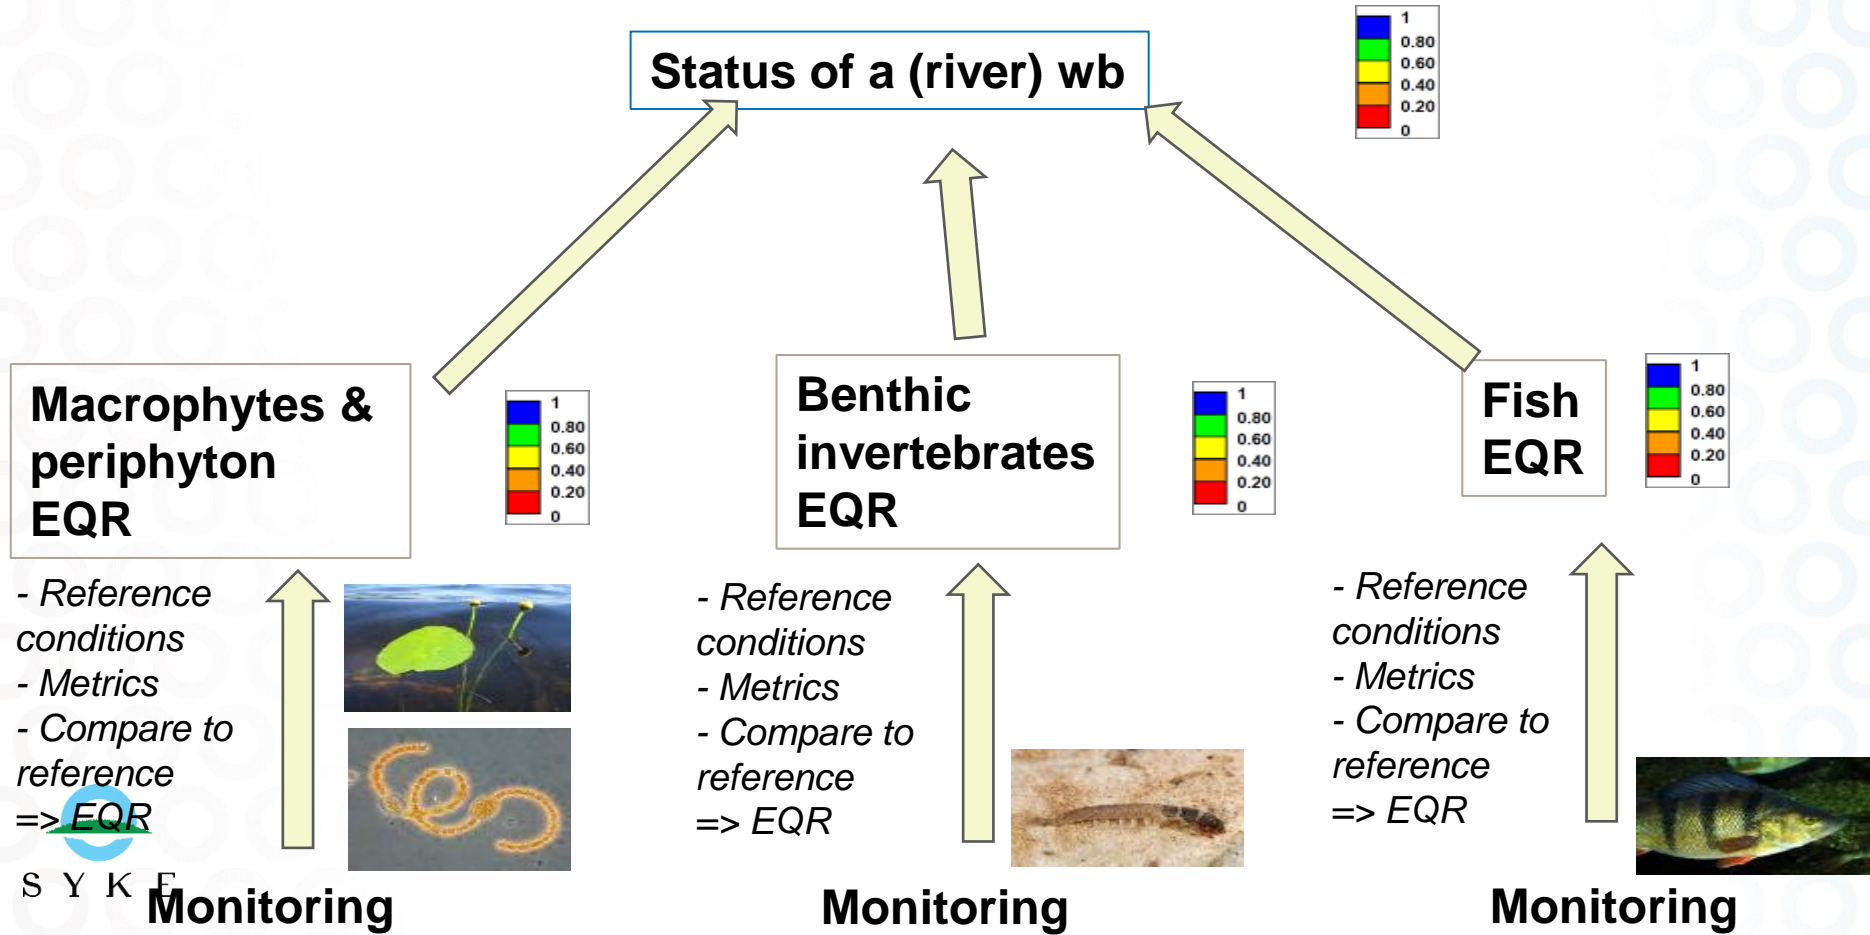 Status of a (river) wb
1
0.80
0.60
0.40
0.20
0
Macrophytes &
periphyton
EQR
1
0.80
0.60
0.40
0.20
0
- Reference
conditions
- Metrics
- Compare to
reference
=> EQR
Monitoring
Benthic
invertebrates
EQR
1
0.80
0.60
0.40
0.20
0
- Reference
conditions
- Metrics
- Compare to
reference
=> EQR
Monitoring
Fish
EQR
1
0.80
0.60
0.40
0.20
0
- Reference
conditions
- Metrics
- Compare to
reference
=> EQR
Monitoring
SYKE